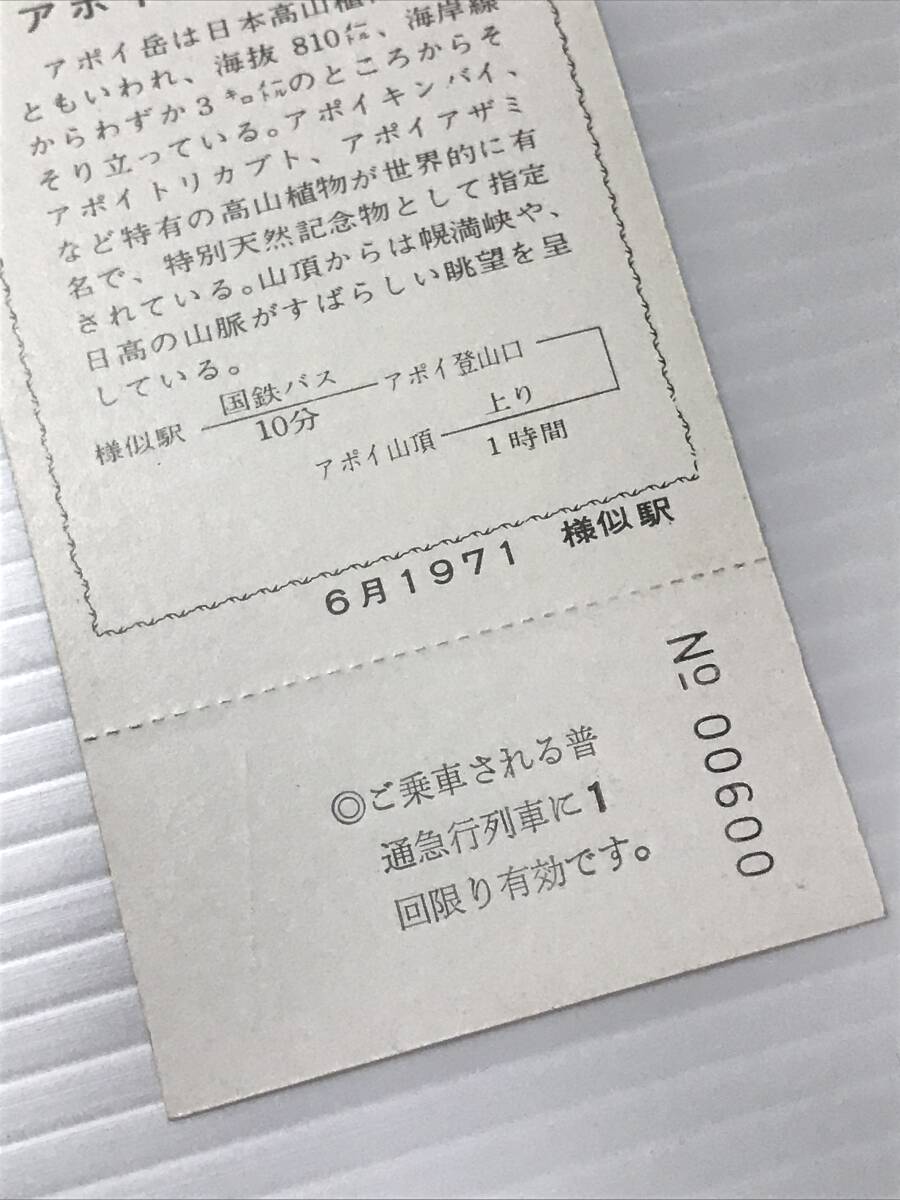 アポイ
アポイ岳は日本高山植
ともいわれ、海抜 810㍍、海岸線
からわずか3㌔㍍のところからそ
そり立っている。アポイキンバイ、
アポイトリカブト、アポイアザミ
など特有の高山植物が世界的に有
名で、特別天然記念物として指定
されている。山頂からは幌満峡や、
日高の山脈がすばらしい眺望を呈
している。
様似駅 国鉄バス 10分 アポイ登山口
アポイ山頂 上り 1時間
6月1971 様似駅
№ 00600
◎ご乗車される普
通急行列車に1
回限り有効です。